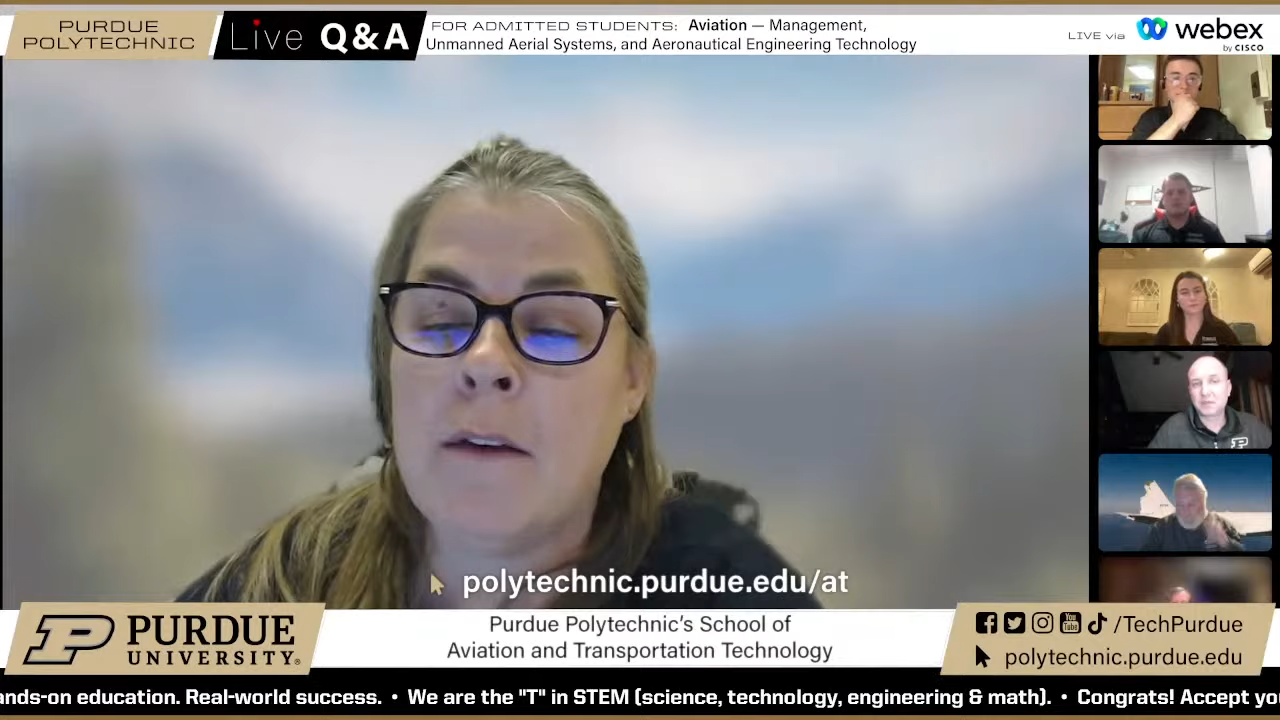 PURDUE
POLYTECHNIC
Live Q&A
FOR ADMITTED STUDENTS: Aviation — Management,
Unmanned Aerial Systems, and Aeronautical Engineering Technology
LIVE via webex
by CISCO
polytechnic.purdue.edu/at
P PURDUE
UNIVERSITY®
Purdue Polytechnic's School of
Aviation and Transportation Technology
You Tube /TechPurdue
polytechnic.purdue.edu
ands-on education. Real-world success. • We are the "T" in STEM (science, technology, engineering & math). • Congrats! Accept yo